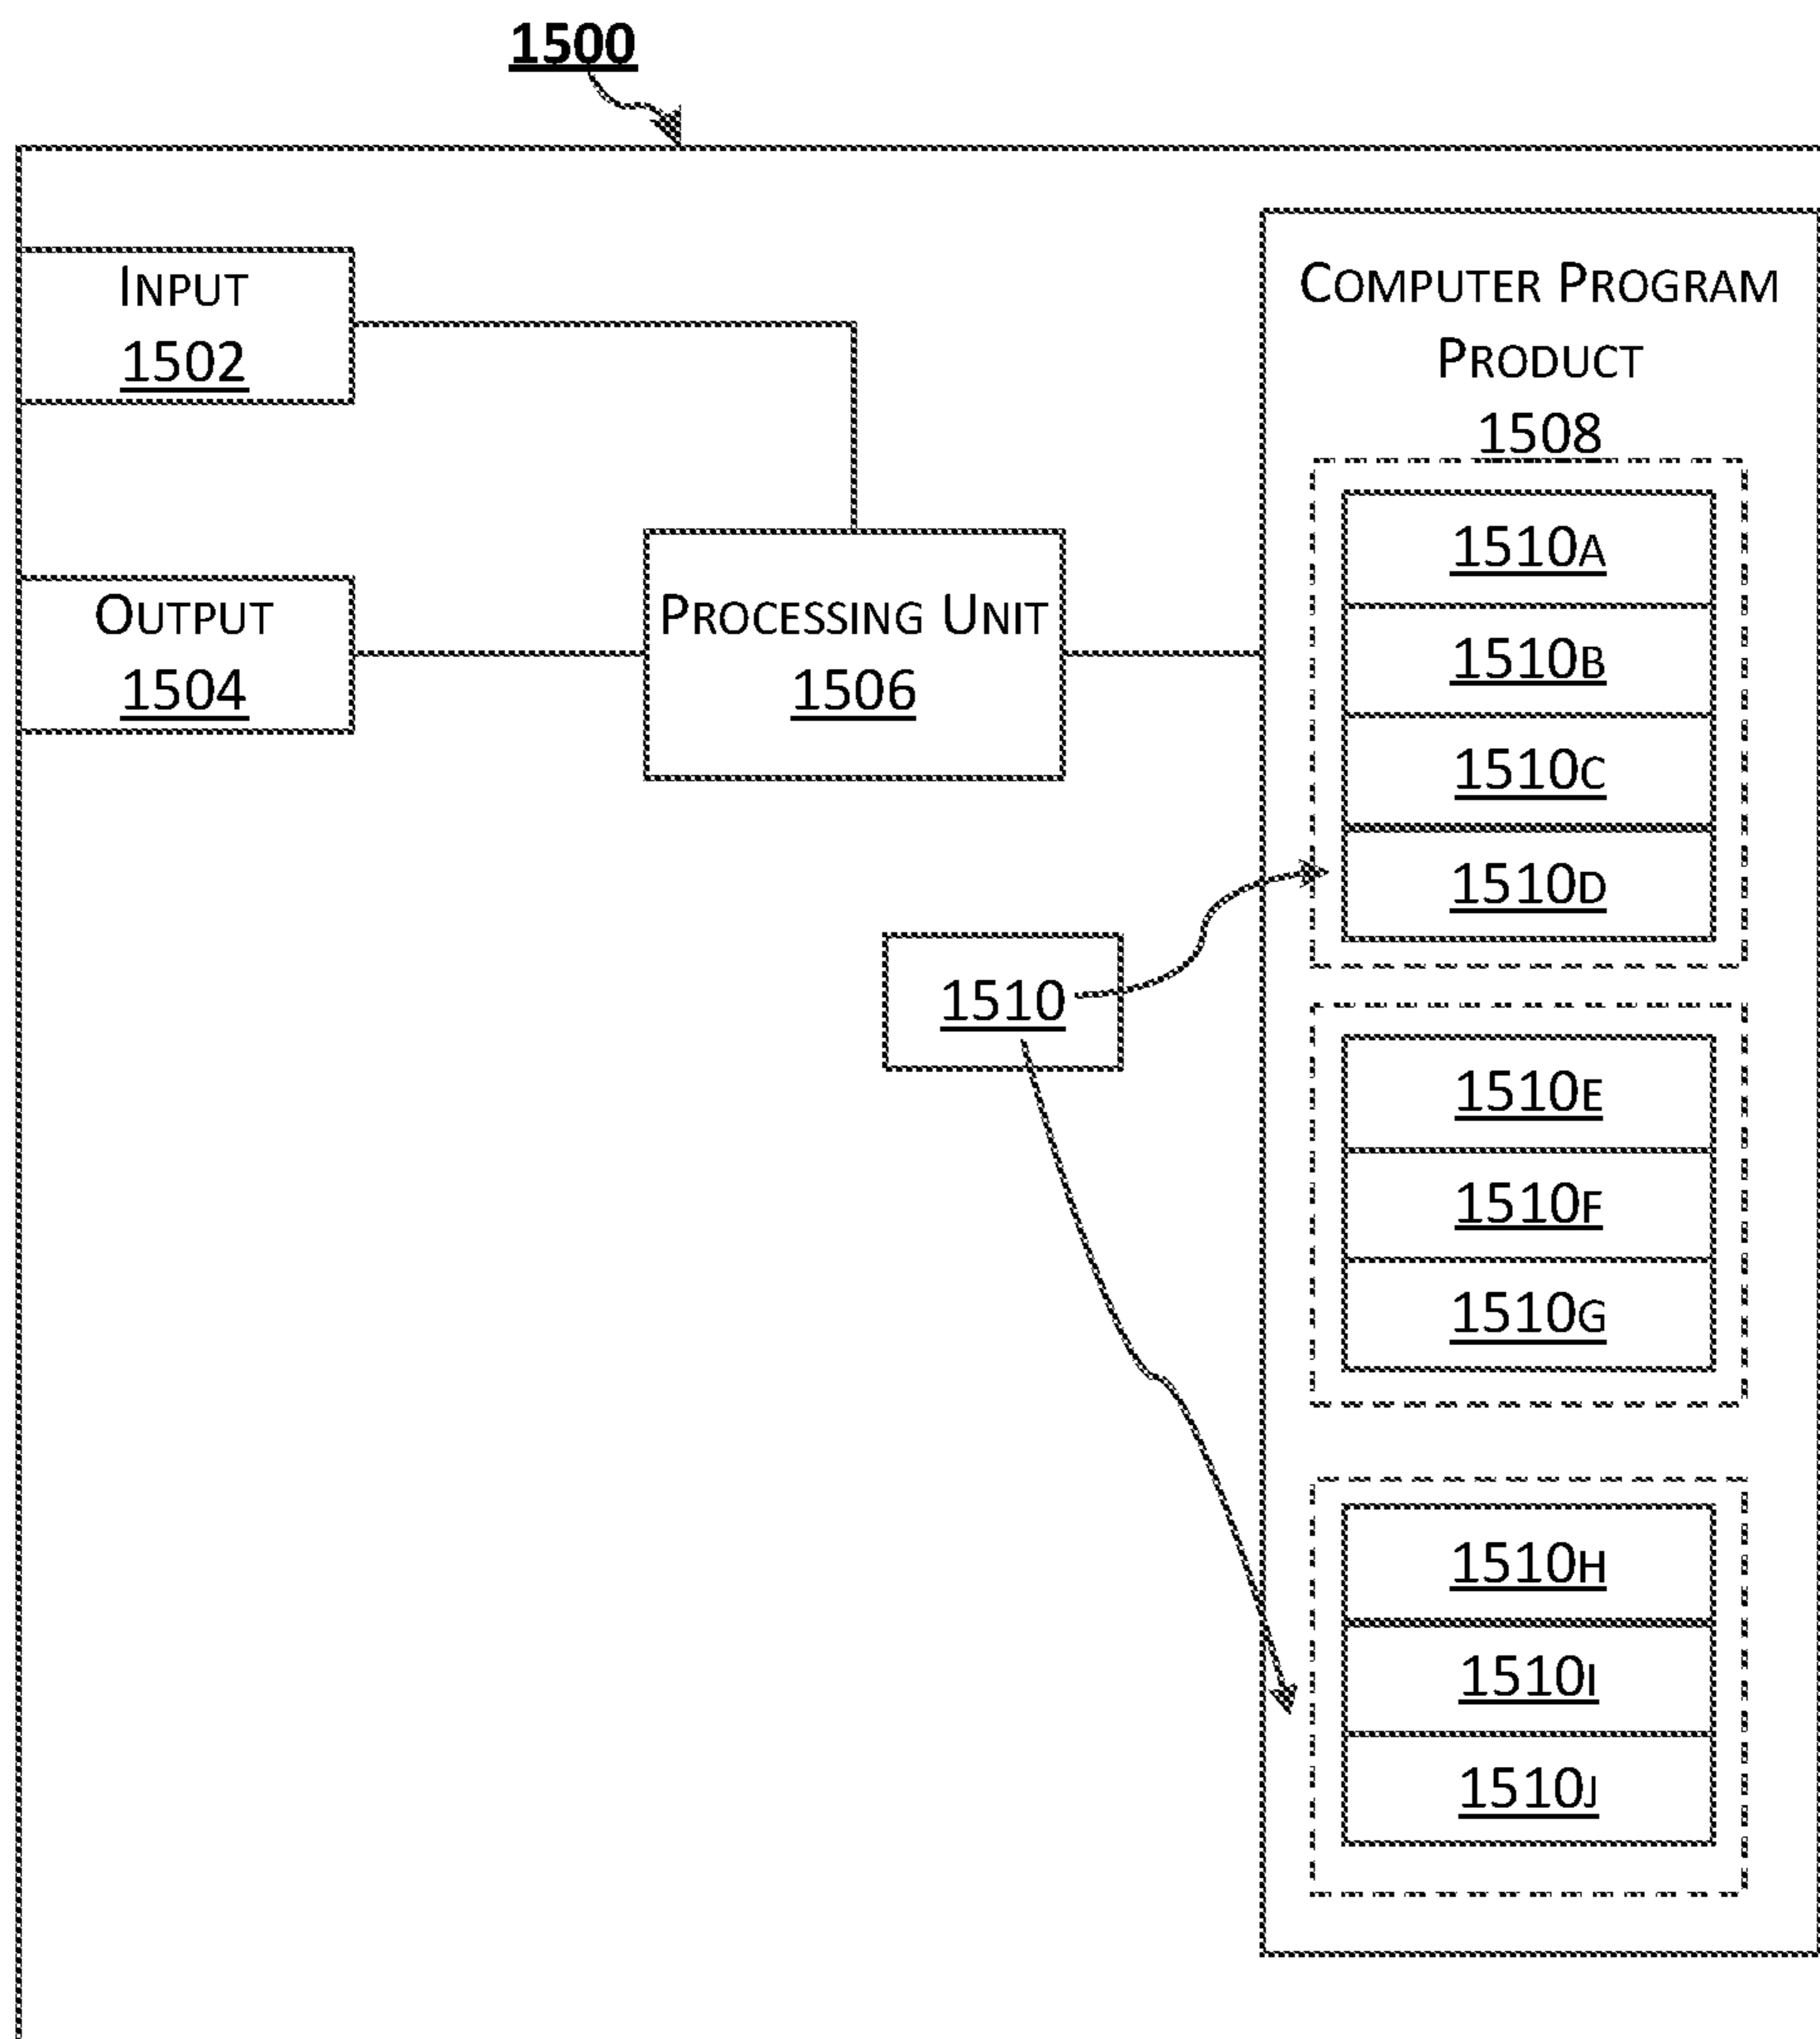 1500
INPUT
1502
OUTPUT
1504
PROCESSING UNIT
1506
COMPUTER PROGRAM
PRODUCT
1508
1510A
1510B
1510C
1510D
1510
1510E
1510F
1510G
1510H
1510I
1510J